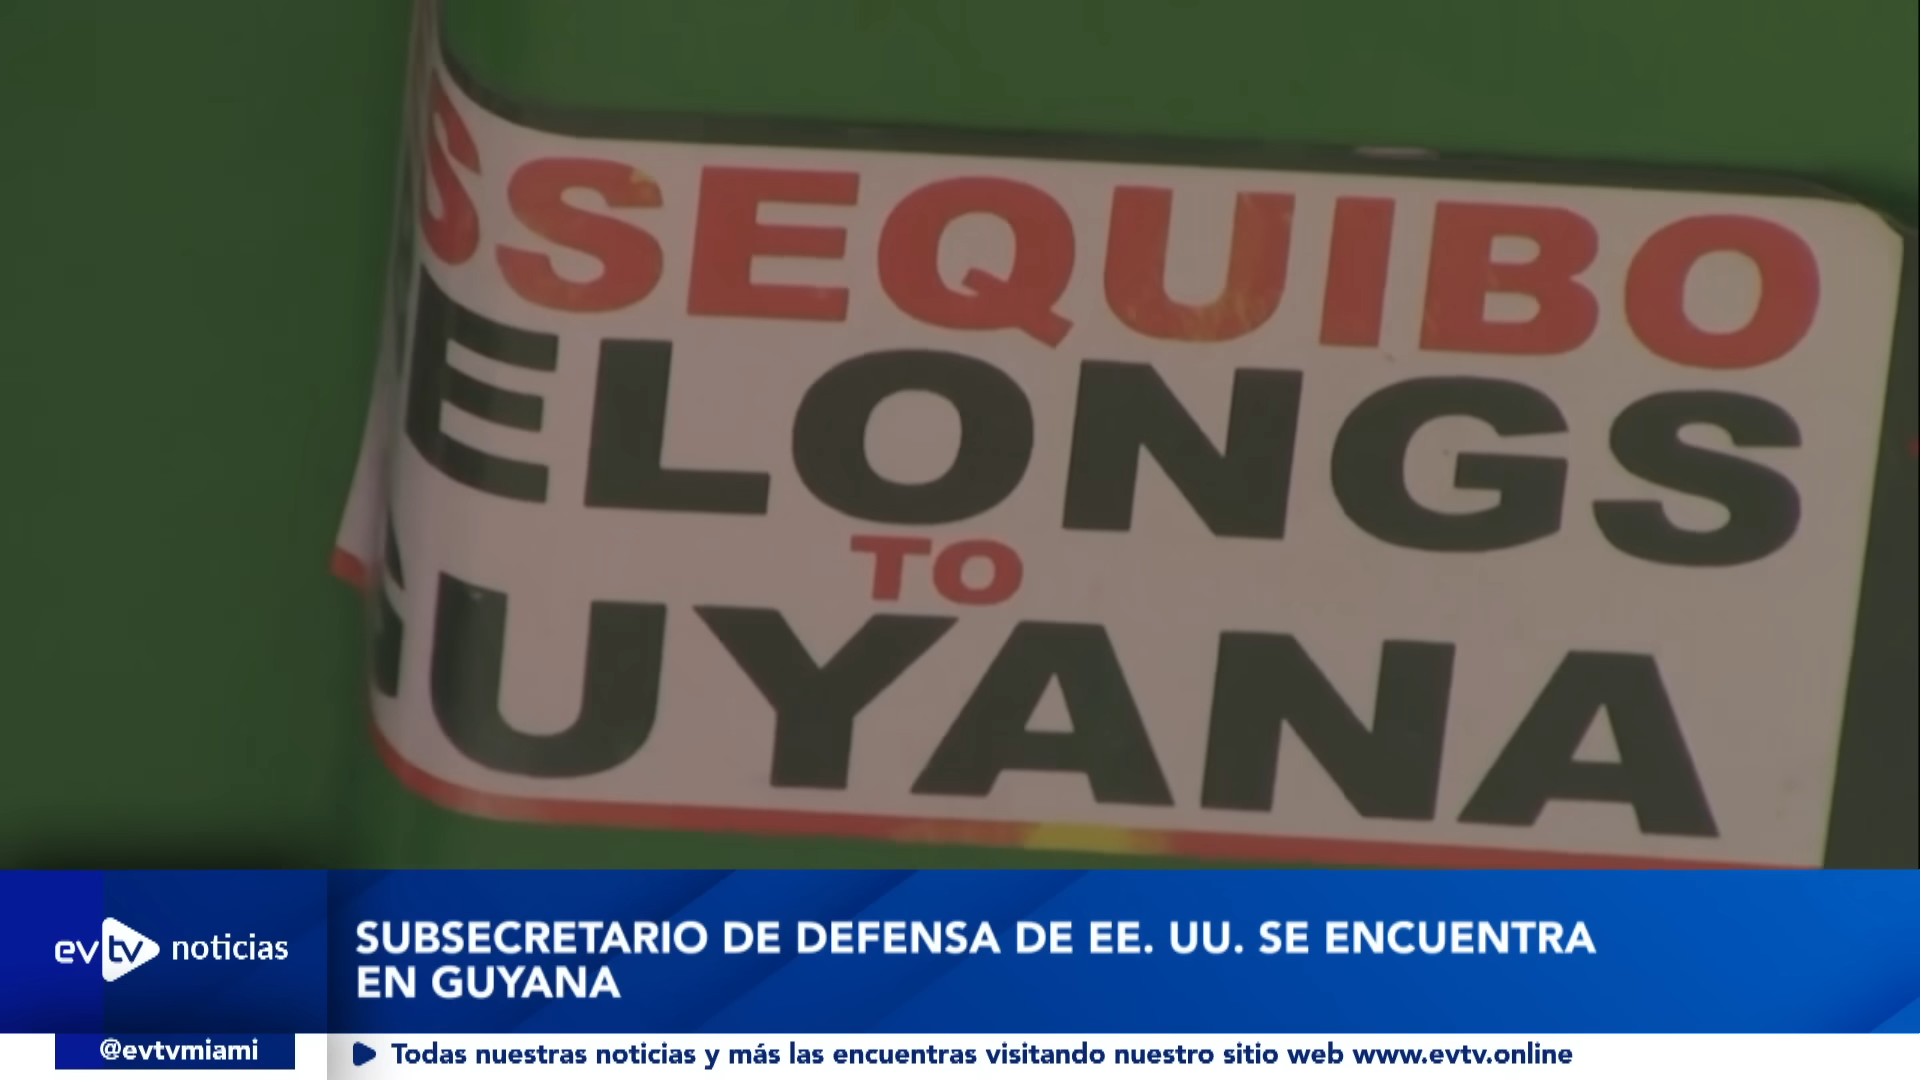 SSEQUIBO
ELONGS
TO
UYANA
evtv noticias
SUBSECRETARIO DE DEFENSA DE EE. UU. SE ENCUENTRA
EN GUYANA
@evtvmiami
Todas nuestras noticias y más las encuentras visitando nuestro sitio web www.evtv.online